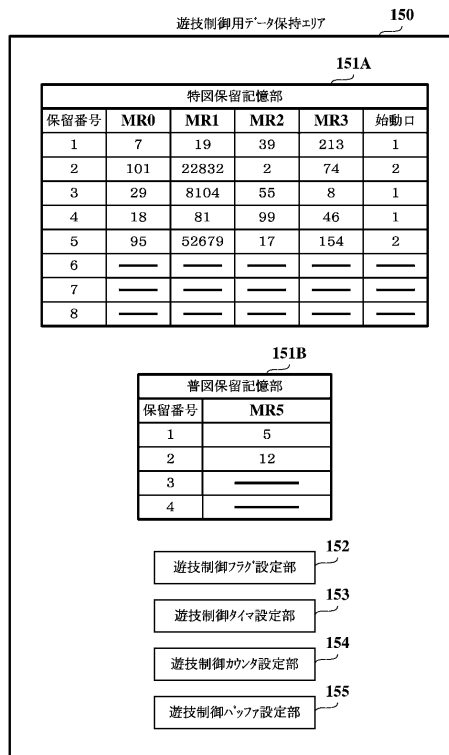 遊技制御用ﾃﾞｰﾀ保持ｴﾘｱ
150
151A
特図保留記憶部
保留番号 MR0 MR1 MR2 MR3 始動口
1 7 19 39 213 1
2 101 22832 2 74 2
3 29 8104 55 8 1
4 18 81 99 46 1
5 95 52679 17 154 2
6
7
8
151B
普図保留記憶部
保留番号 MR5
1 5
2 12
3
4
152
遊技制御ﾌﾗｸﾞ設定部
153
遊技制御ﾀｲﾏ設定部
154
遊技制御ｶｳﾝﾀ設定部
155
遊技制御ﾊﾞｯﾌｧ設定部